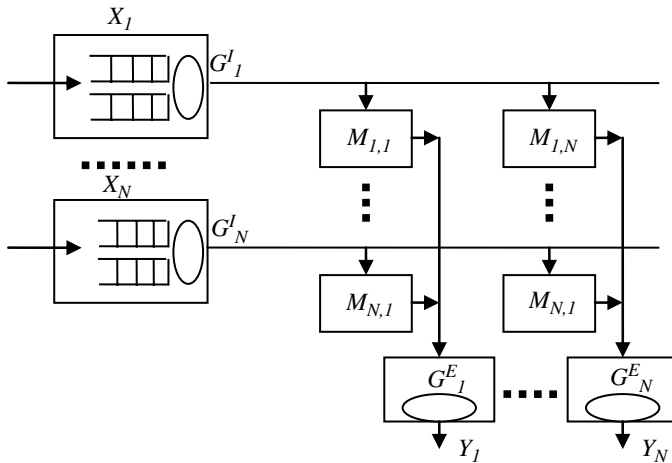 X1
G^I_1
M1,1
M1,N
XN
G^I_N
MN,1
MN,1
G^E_1
G^E_N
Y1
YN